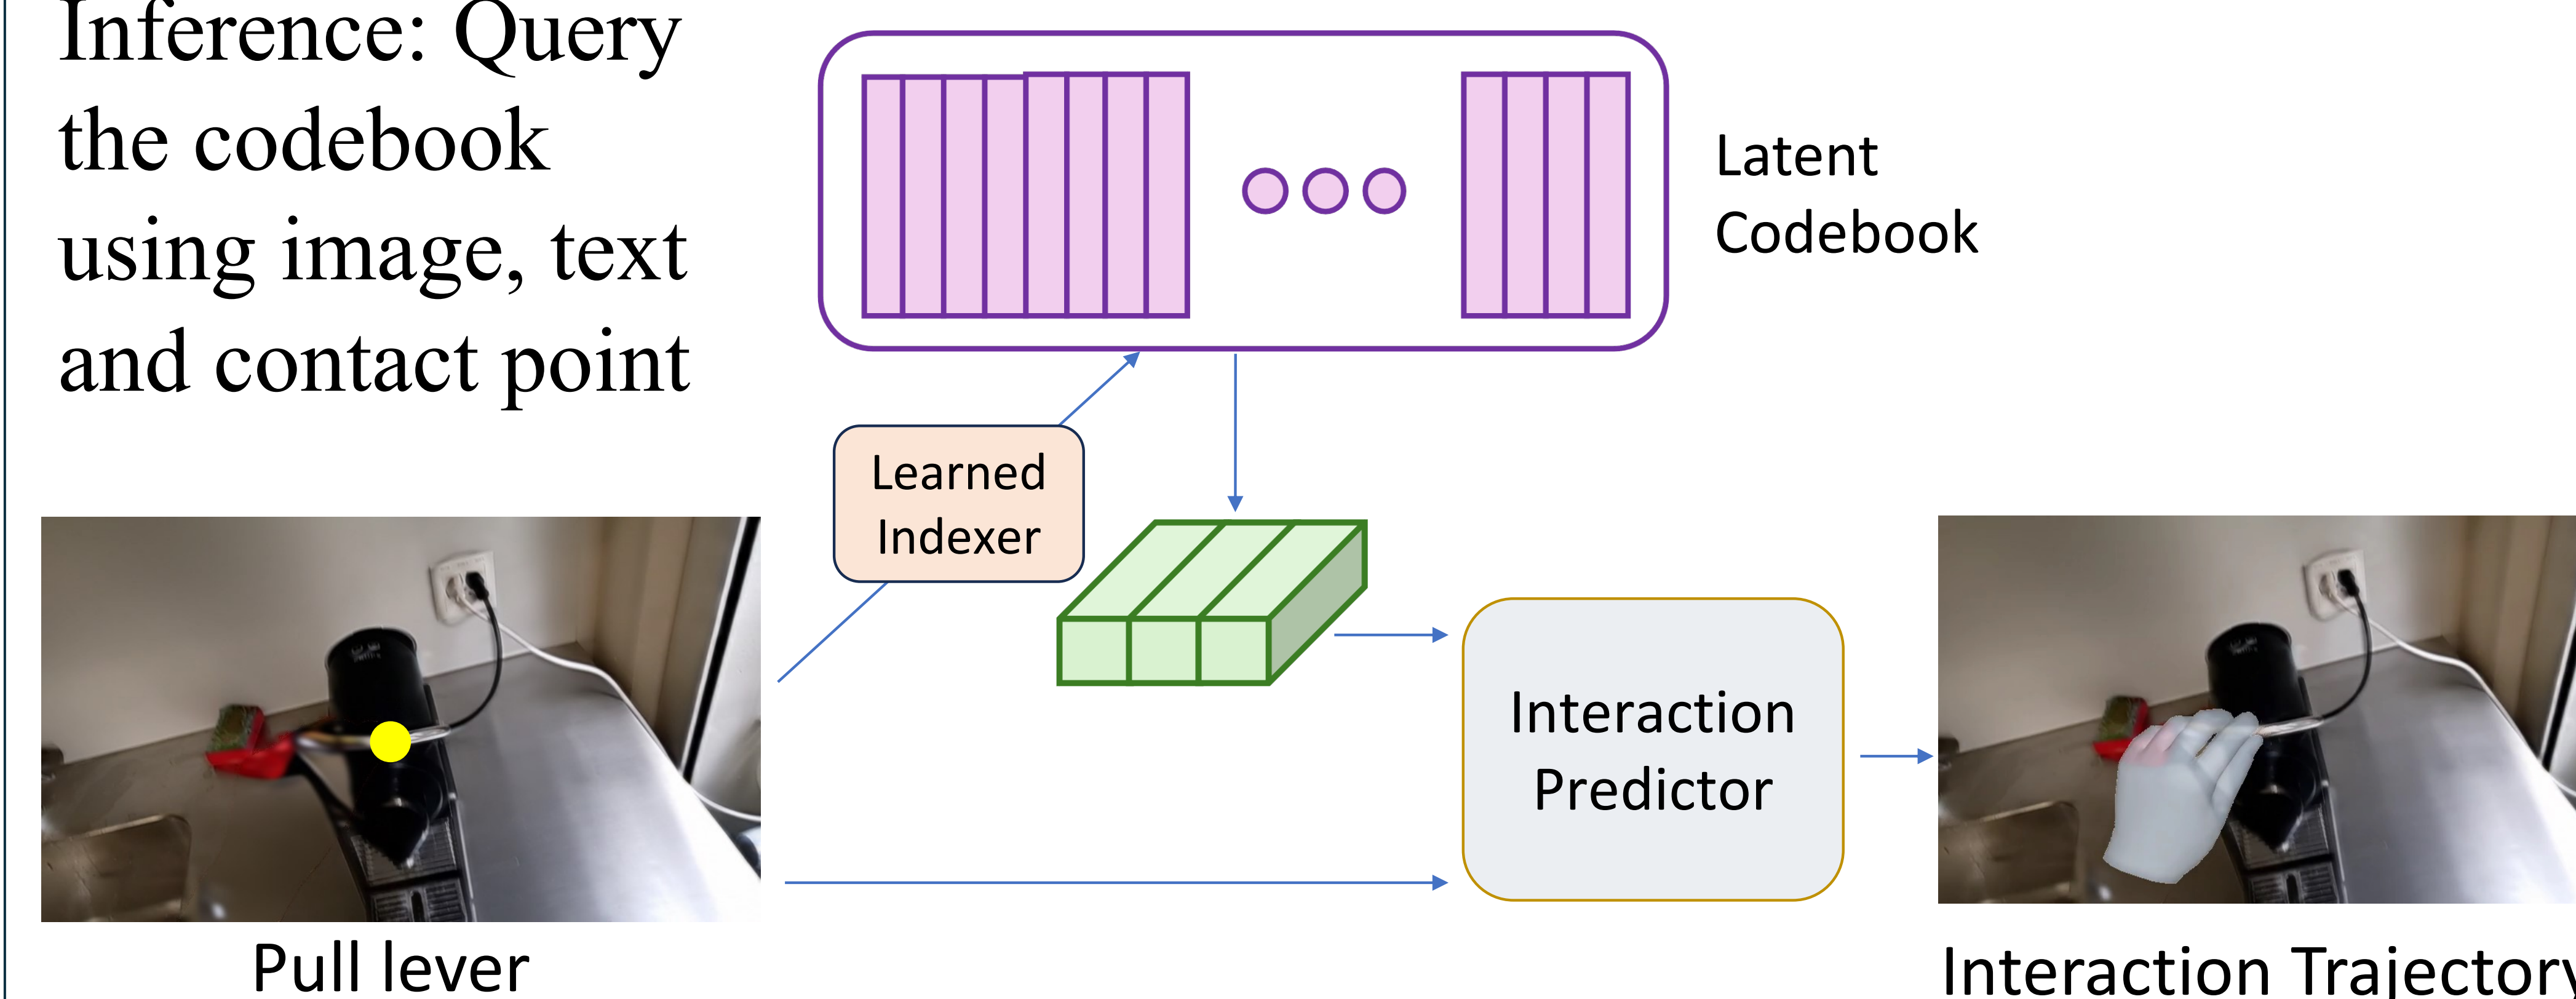 Inference: Query
the codebook
using image, text
and contact point
Latent
Codebook
Learned
Indexer
Interaction
Predictor
Pull lever
Interaction Trajectory